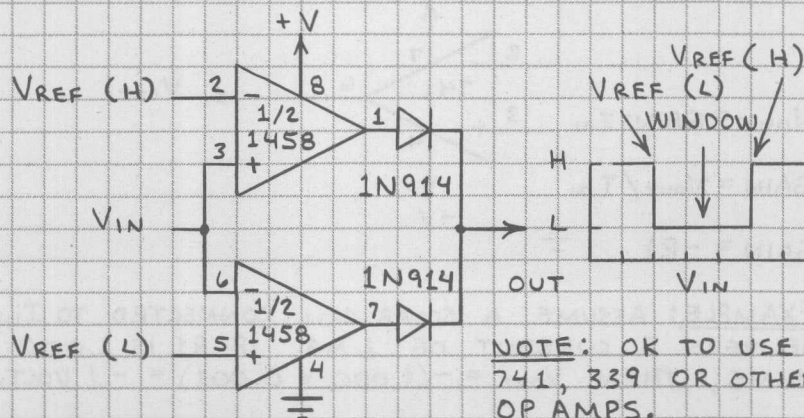 +V
VREF (H)
2
-
8
1/2
1458
1
3
+
1N914
VIN
6
-
1/2
1458
7
1N914
VREF (L)
5
+
4
VREF (H)
VREF (L)
WINDOW
H
L
OUT
VIN
NOTE: OK TO USE
741, 339 OR OTHER
OP AMPS.